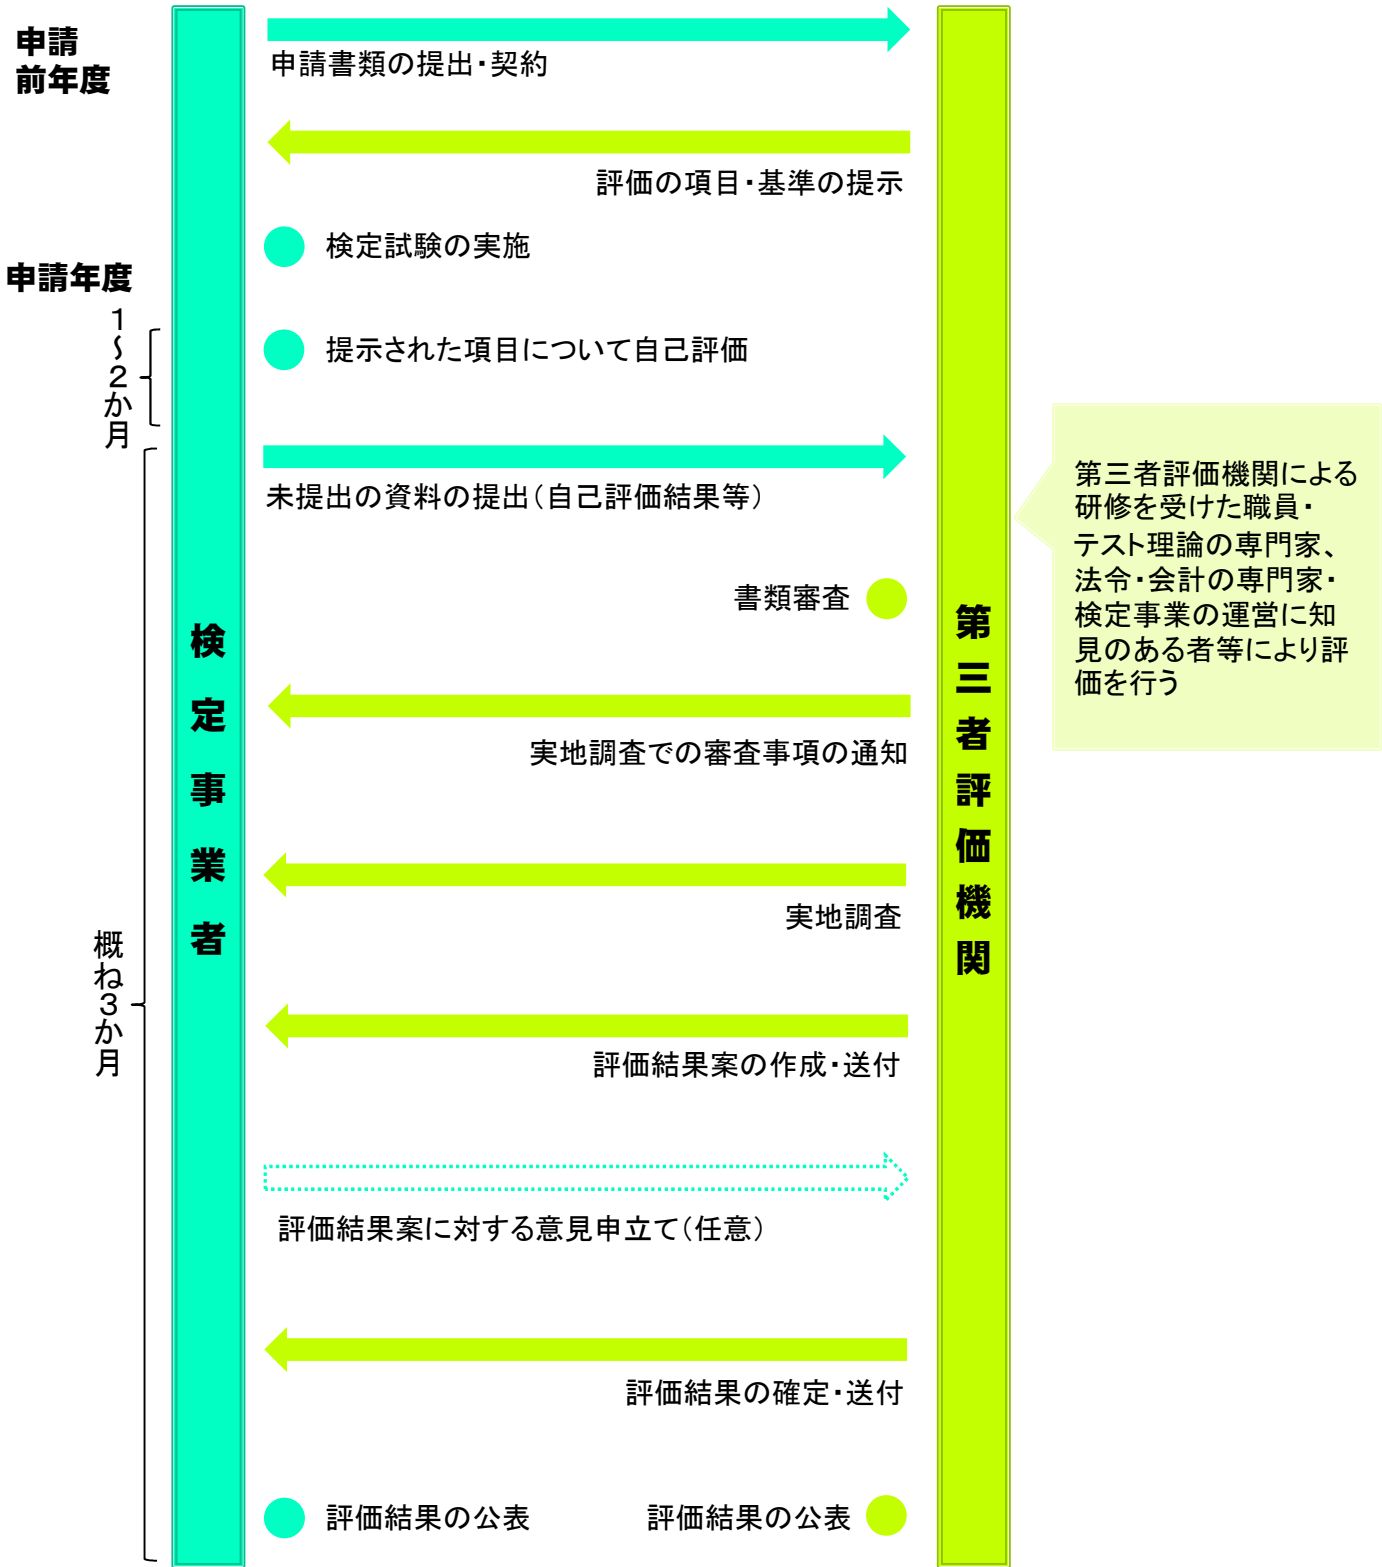 申請
前年度
申請書類の提出・契約
評価の項目・基準の提示
検定試験の実施
申請年度
1～2か月
提示された項目について自己評価
未提出の資料の提出（自己評価結果等）
第三者評価機関による
研修を受けた職員・
テスト理論の専門家、
法令・会計の専門家・
検定事業の運営に知
見のある者等により評
価を行う
書類審査
検定事業者
第三者評価機関
実地調査での審査事項の通知
実地調査
概ね3か月
評価結果案の作成・送付
評価結果案に対する意見申立て（任意）
評価結果の確定・送付
評価結果の公表
評価結果の公表